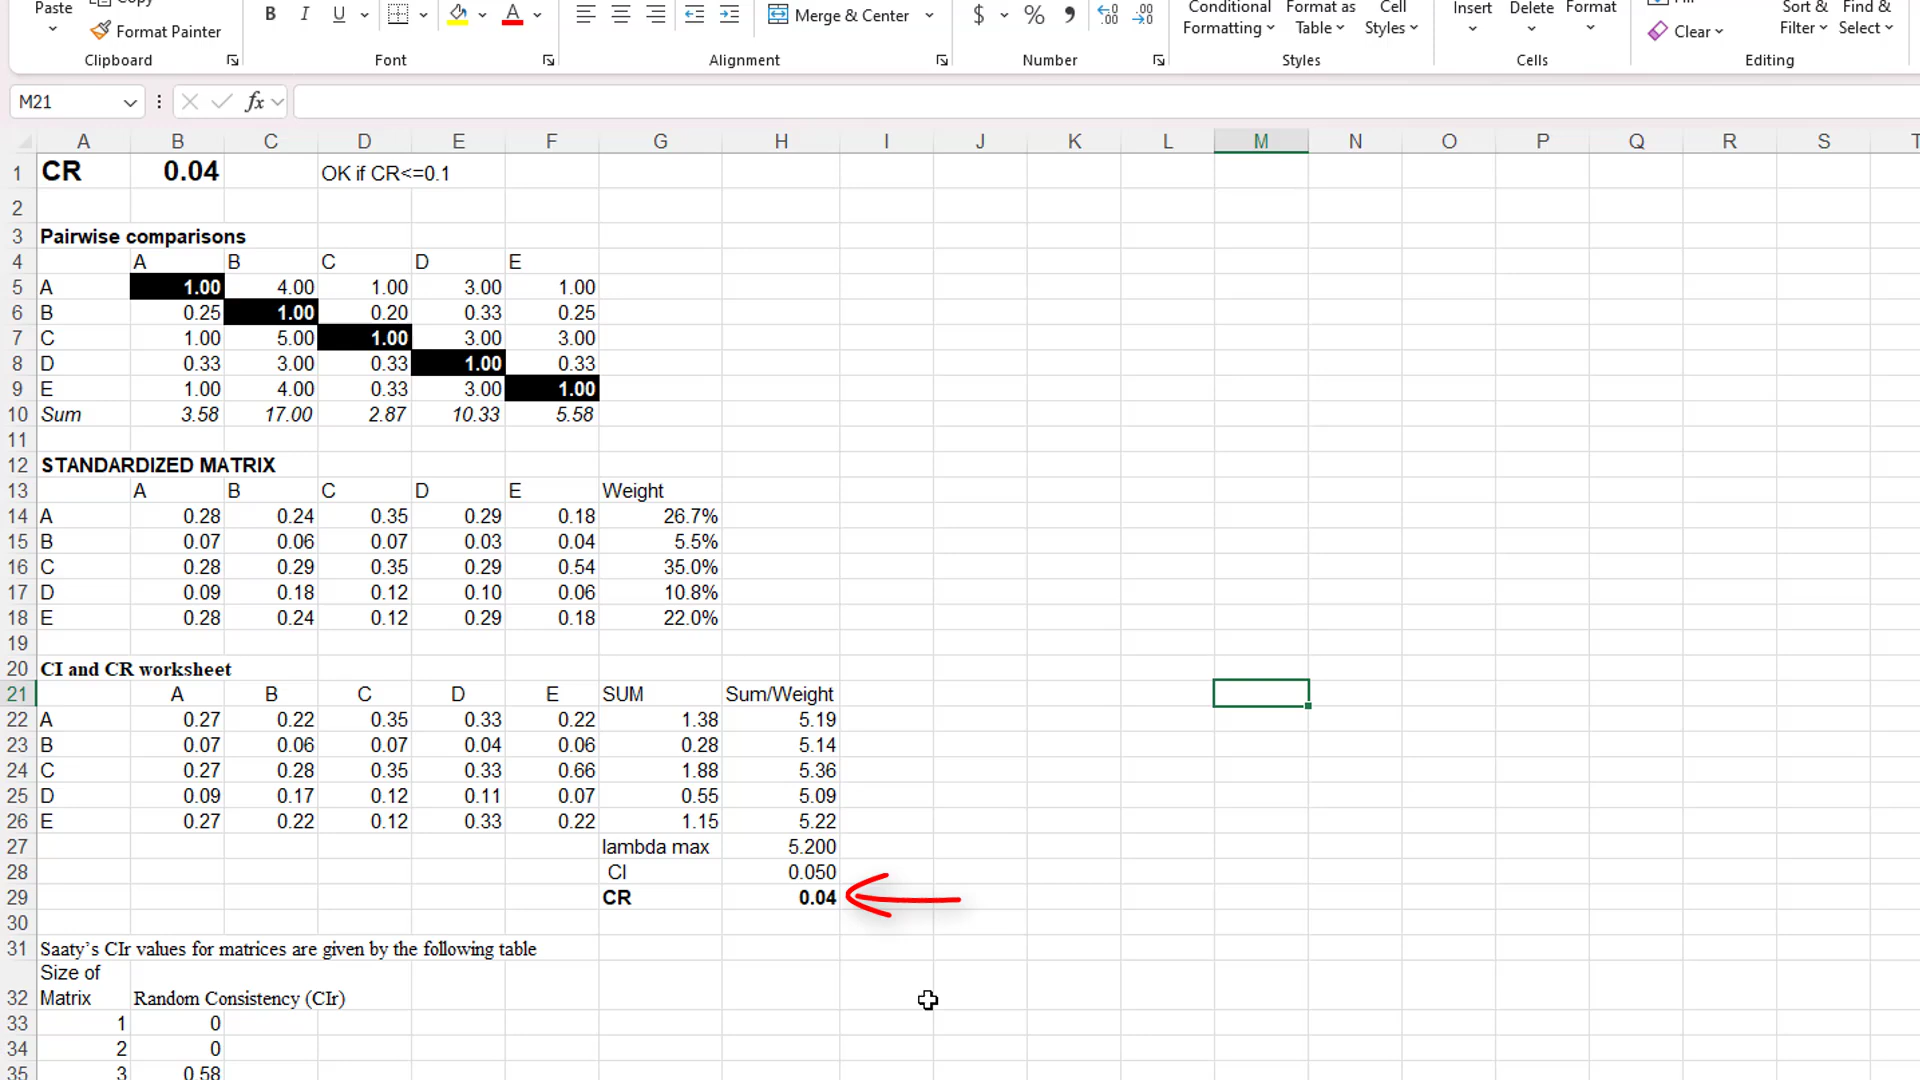 Paste Copy Format Painter
Clipboard
B I U A
Font
Merge & Center
Alignment
$ % 9 .00
Number
Conditional Formatting Format as Table Cell Styles
Styles
Insert Delete Format
Cells
Clear Sort & Filter Find & Select
Editing
M21 fx
A B C D E F G H I J K L M N O P Q R S T
1 CR 0.04 OK if CR<=0.1
2
3 Pairwise comparisons
4 A B C D E
5 A 1.00 4.00 1.00 3.00 1.00
6 B 0.25 1.00 0.20 0.33 0.25
7 C 1.00 5.00 1.00 3.00 3.00
8 D 0.33 3.00 0.33 1.00 0.33
9 E 1.00 4.00 0.33 3.00 1.00
10 Sum 3.58 17.00 2.87 10.33 5.58
11
12 STANDARDIZED MATRIX
13 A B C D E Weight
14 A 0.28 0.24 0.35 0.29 0.18 26.7%
15 B 0.07 0.06 0.07 0.03 0.04 5.5%
16 C 0.28 0.29 0.35 0.29 0.54 35.0%
17 D 0.09 0.18 0.12 0.10 0.06 10.8%
18 E 0.28 0.24 0.12 0.29 0.18 22.0%
19
20 CI and CR worksheet
21 A B C D E SUM Sum/Weight
22 A 0.27 0.22 0.35 0.33 0.22 1.38 5.19
23 B 0.07 0.06 0.07 0.04 0.06 0.28 5.14
24 C 0.27 0.28 0.35 0.33 0.66 1.88 5.36
25 D 0.09 0.17 0.12 0.11 0.07 0.55 5.09
26 E 0.27 0.22 0.12 0.33 0.22 1.15 5.22
27 lambda max 5.200
28 CI 0.050
29 CR 0.04
30
31 Saaty’s CIr values for matrices are given by the following table
Size of
32 Matrix Random Consistency (CIr)
33 1 0
34 2 0
35 3 0.58